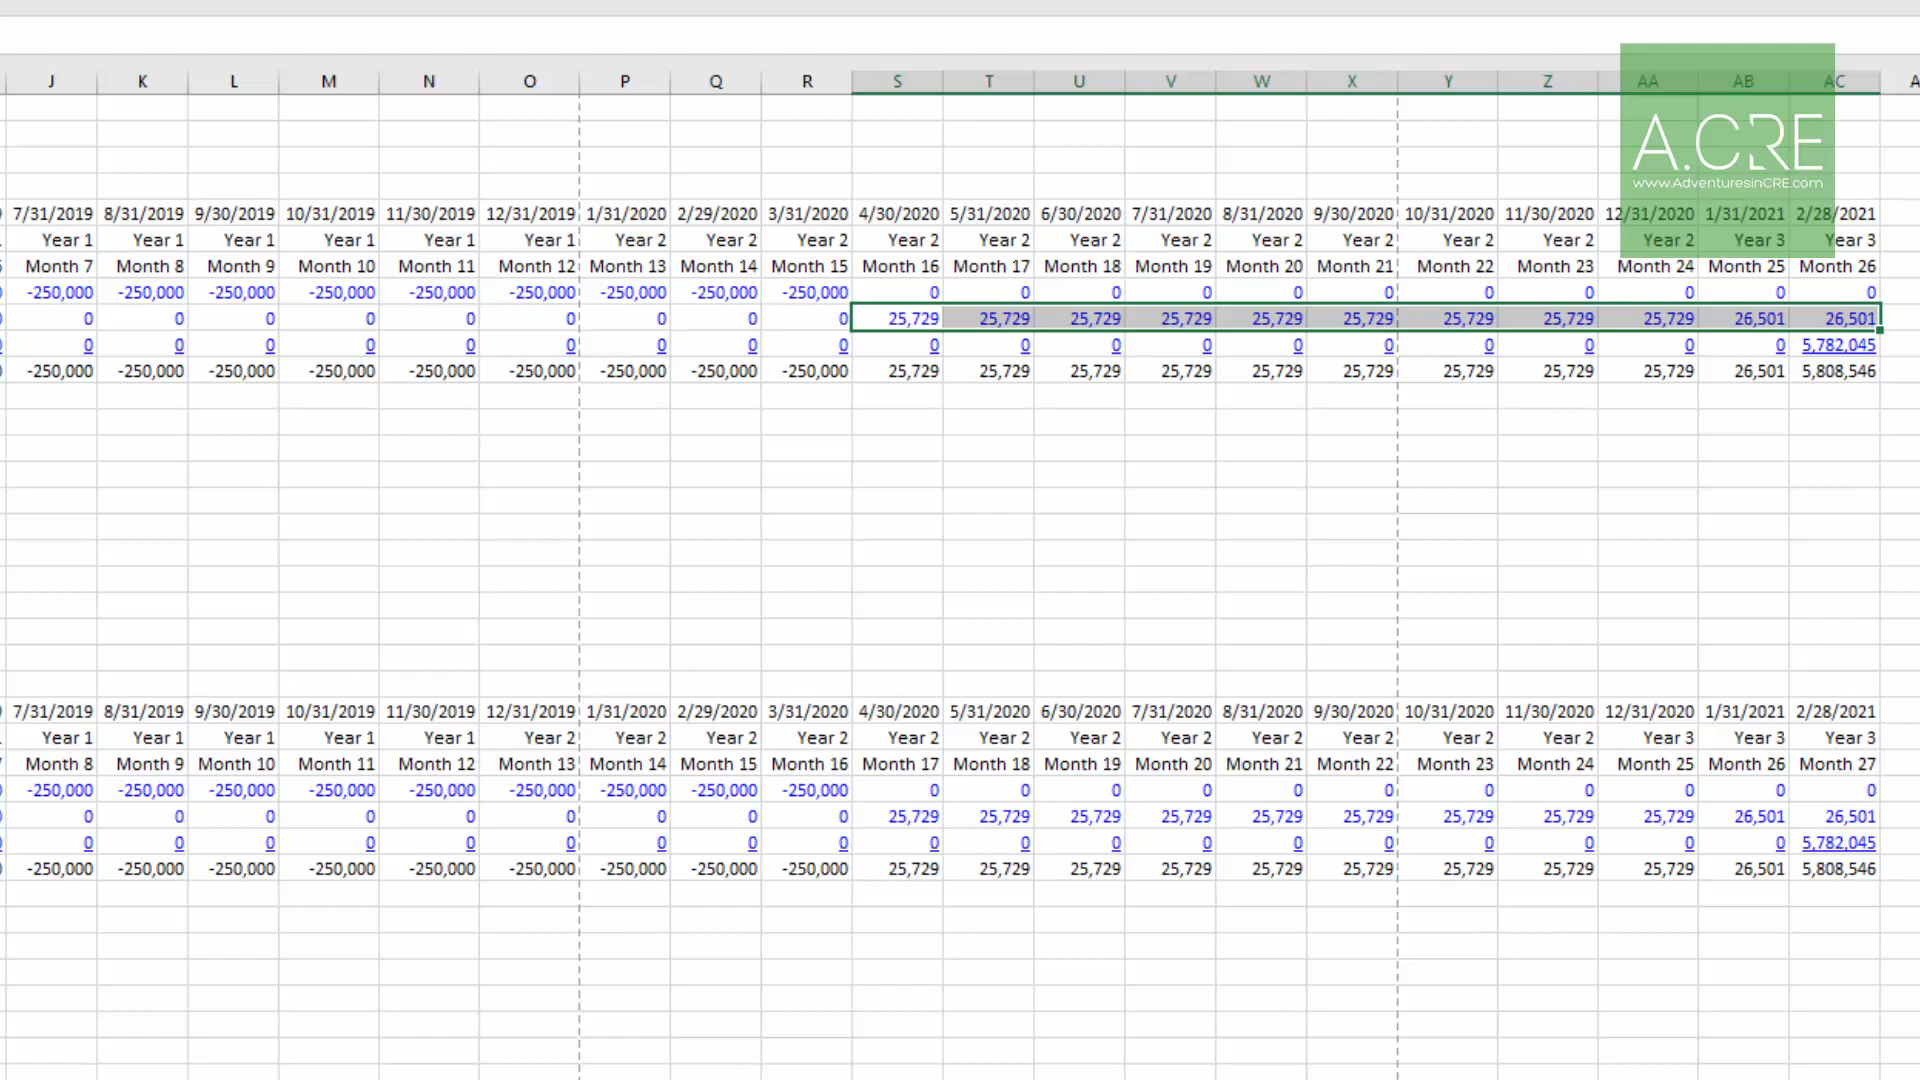 J K L M N O P Q R S T U V W X Y Z AA AB AC A
A.CRE
www.AdventuresinCRE.com
7/31/2019 8/31/2019 9/30/2019 10/31/2019 11/30/2019 12/31/2019 1/31/2020 2/29/2020 3/31/2020 4/30/2020 5/31/2020 6/30/2020 7/31/2020 8/31/2020 9/30/2020 10/31/2020 11/30/2020 12/31/2020 1/31/2021 2/28/2021
Year 1 Year 1 Year 1 Year 1 Year 1 Year 1 Year 2 Year 2 Year 2 Year 2 Year 2 Year 2 Year 2 Year 2 Year 2 Year 2 Year 2 Year 2 Year 3 Year 3
Month 7 Month 8 Month 9 Month 10 Month 11 Month 12 Month 13 Month 14 Month 15 Month 16 Month 17 Month 18 Month 19 Month 20 Month 21 Month 22 Month 23 Month 24 Month 25 Month 26
-250,000 -250,000 -250,000 -250,000 -250,000 -250,000 -250,000 -250,000 -250,000 0 0 0 0 0 0 0 0 0 0 0
0 0 0 0 0 0 0 0 0 25,729 25,729 25,729 25,729 25,729 25,729 25,729 25,729 25,729 26,501 26,501
0 0 0 0 0 0 0 0 0 0 0 0 0 0 0 0 0 0 0 5,782,045
-250,000 -250,000 -250,000 -250,000 -250,000 -250,000 -250,000 -250,000 -250,000 25,729 25,729 25,729 25,729 25,729 25,729 25,729 25,729 25,729 26,501 5,808,546
7/31/2019 8/31/2019 9/30/2019 10/31/2019 11/30/2019 12/31/2019 1/31/2020 2/29/2020 3/31/2020 4/30/2020 5/31/2020 6/30/2020 7/31/2020 8/31/2020 9/30/2020 10/31/2020 11/30/2020 12/31/2020 1/31/2021 2/28/2021
Year 1 Year 1 Year 1 Year 1 Year 1 Year 2 Year 2 Year 2 Year 2 Year 2 Year 2 Year 2 Year 2 Year 2 Year 2 Year 2 Year 2 Year 3 Year 3 Year 3
Month 8 Month 9 Month 10 Month 11 Month 12 Month 13 Month 14 Month 15 Month 16 Month 17 Month 18 Month 19 Month 20 Month 21 Month 22 Month 23 Month 24 Month 25 Month 26 Month 27
-250,000 -250,000 -250,000 -250,000 -250,000 -250,000 -250,000 -250,000 -250,000 0 0 0 0 0 0 0 0 0 0 0
0 0 0 0 0 0 0 0 0 25,729 25,729 25,729 25,729 25,729 25,729 25,729 25,729 25,729 26,501 26,501
0 0 0 0 0 0 0 0 0 0 0 0 0 0 0 0 0 0 0 5,782,045
-250,000 -250,000 -250,000 -250,000 -250,000 -250,000 -250,000 -250,000 -250,000 25,729 25,729 25,729 25,729 25,729 25,729 25,729 25,729 25,729 26,501 5,808,546